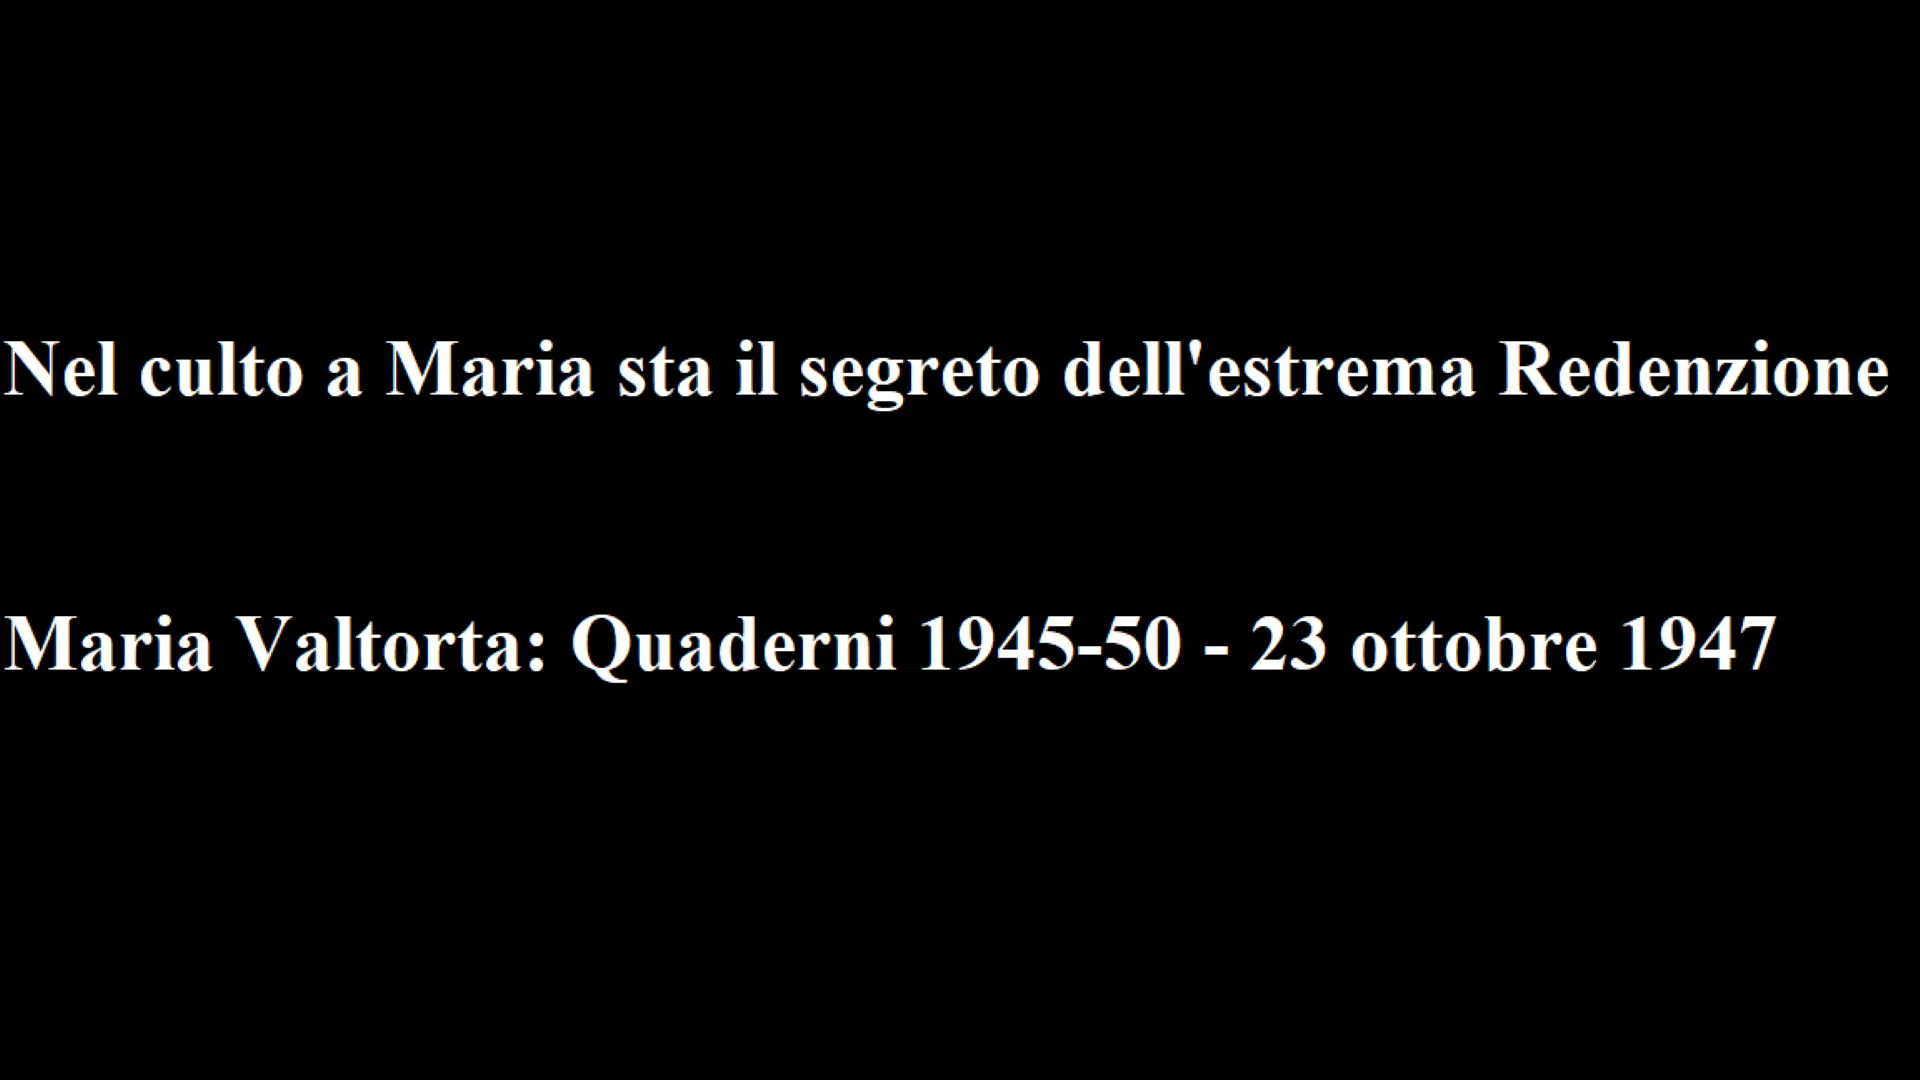 Nel culto a Maria sta il segreto dell'estrema Redenzione
Maria Valtorta: Quaderni 1945-50 - 23 ottobre 1947